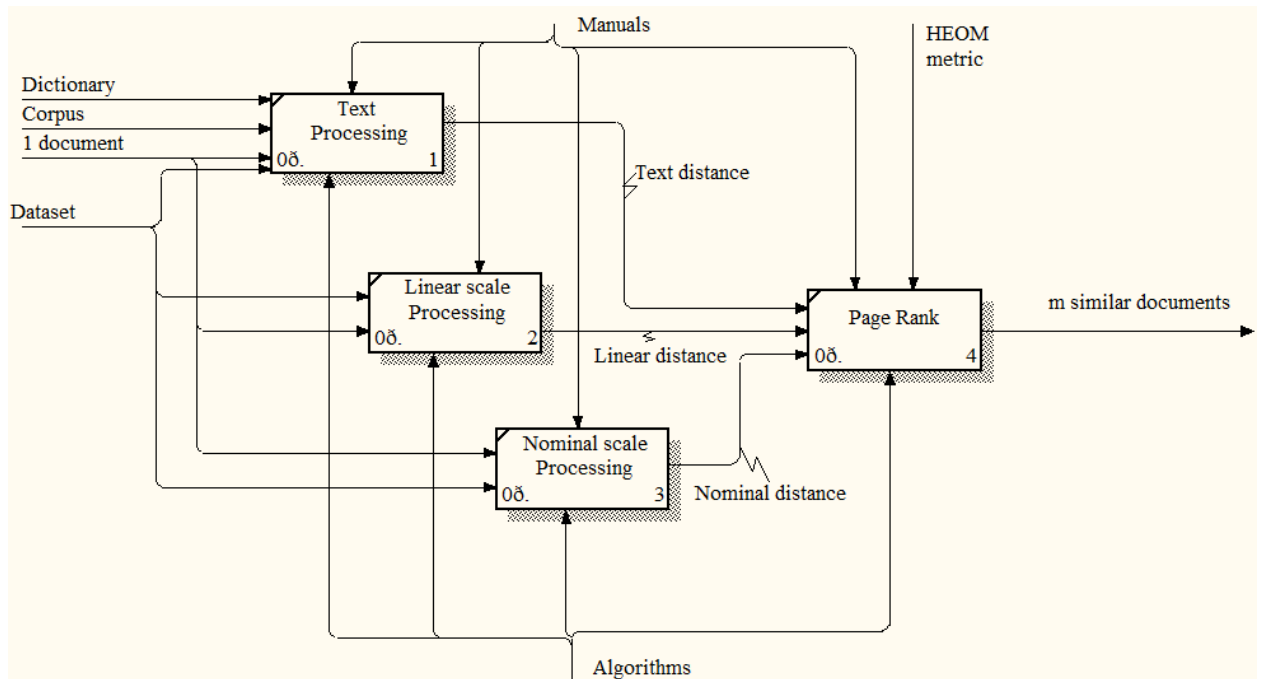 Manuals
HEOM
metric
Dictionary
Corpus
1 document
Text
Processing
0ð. 1
Text distance
Dataset
Linear scale
Processing
0ð. 2
Linear distance
Page Rank
0ð. 4
m similar documents
Nominal scale
Processing
0ð. 3
Nominal distance
Algorithms